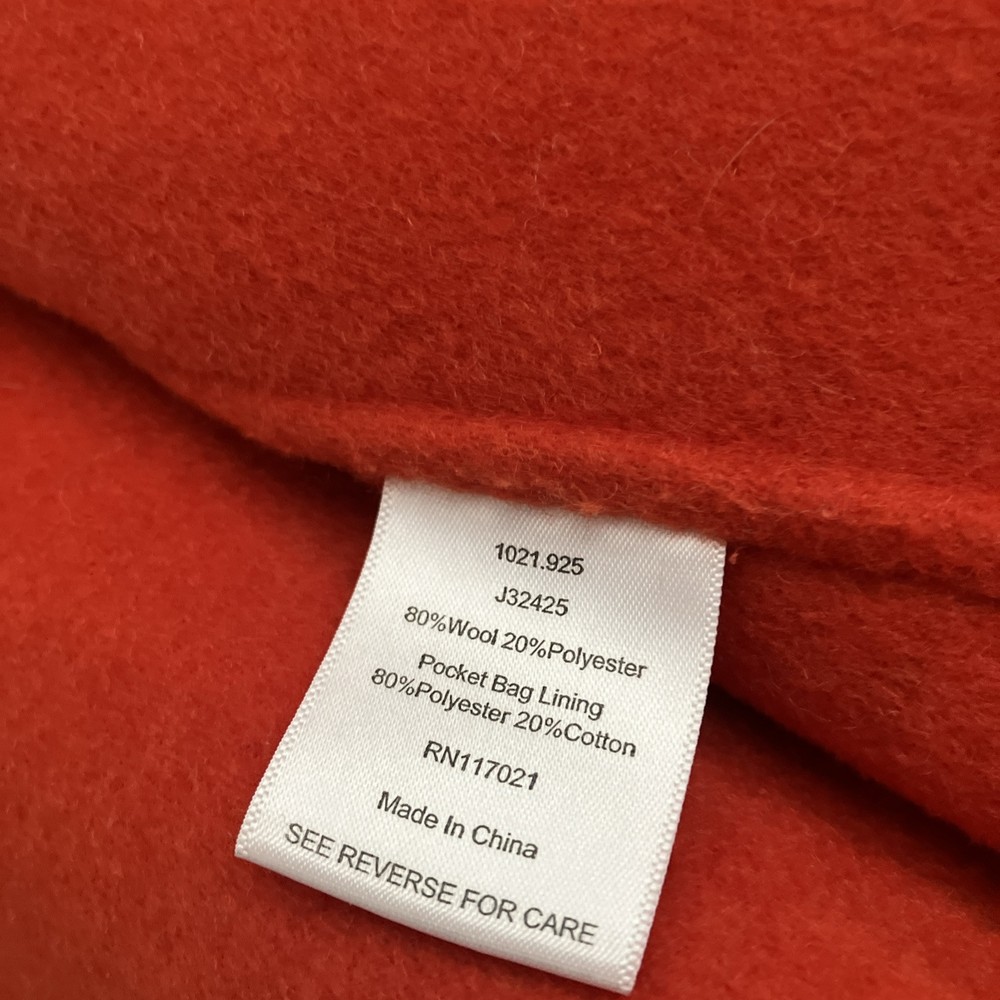 1021.925
J32425
80%Wool 20%Polyester
Pocket Bag Lining
80%Polyester 20%Cotton
RN117021
Made In China
SEE REVERSE FOR CARE